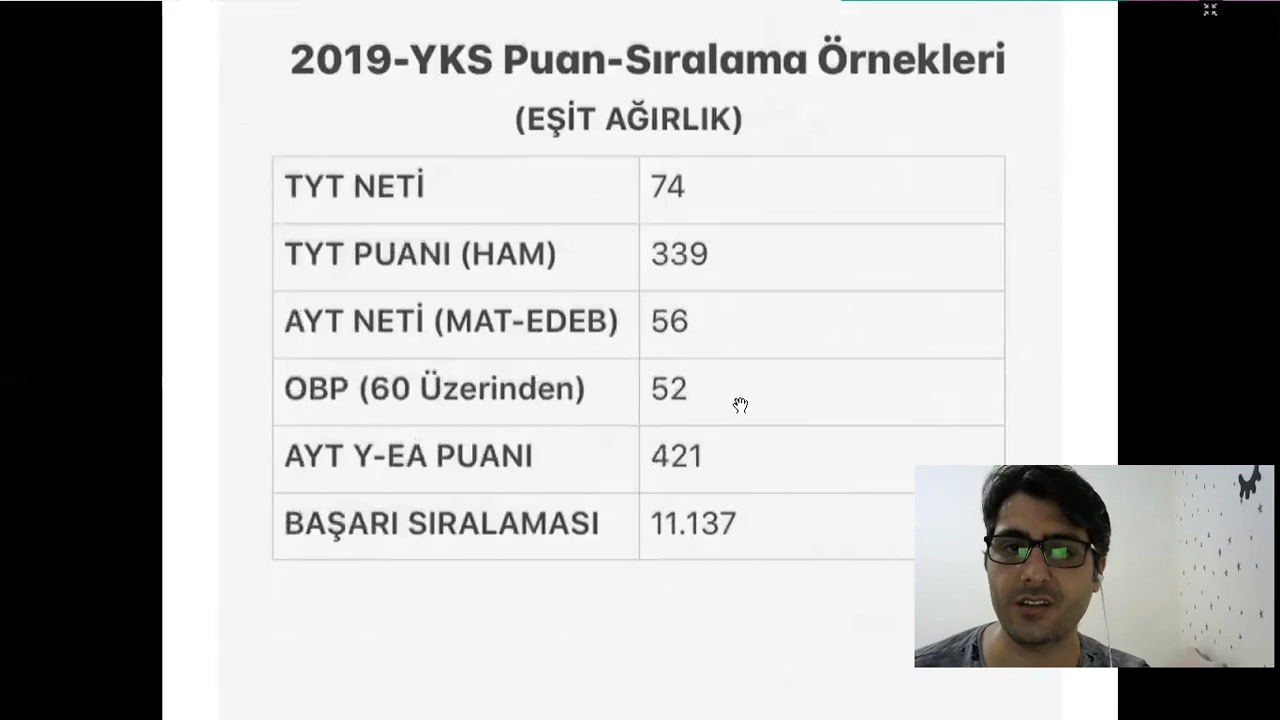 2019-YKS Puan-Sıralama Örnekleri
(EŞİT AĞIRLIK)
TYT NETİ 74
TYT PUANI (HAM) 339
AYT NETİ (MAT-EDEB) 56
OBP (60 Üzerinden) 52
AYT Y-EA PUANI 421
BAŞARI SIRALAMASI 11.137